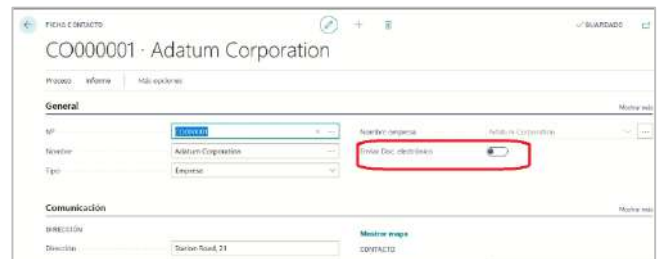 FICHA CONTACTO
GUARDADO
CO000001 · Adatum Corporation
Proceso Informe Más opciones
General Mostrar más
Nº CO000001 Nombre empresa Adatum Corporation
Nombre Adatum Corporation Enviar Doc. electrónico
Tipo Empresa
Comunicación Mostrar más
DIRECCIÓN Mostrar mapa
Dirección Station Road, 21 CONTACTO